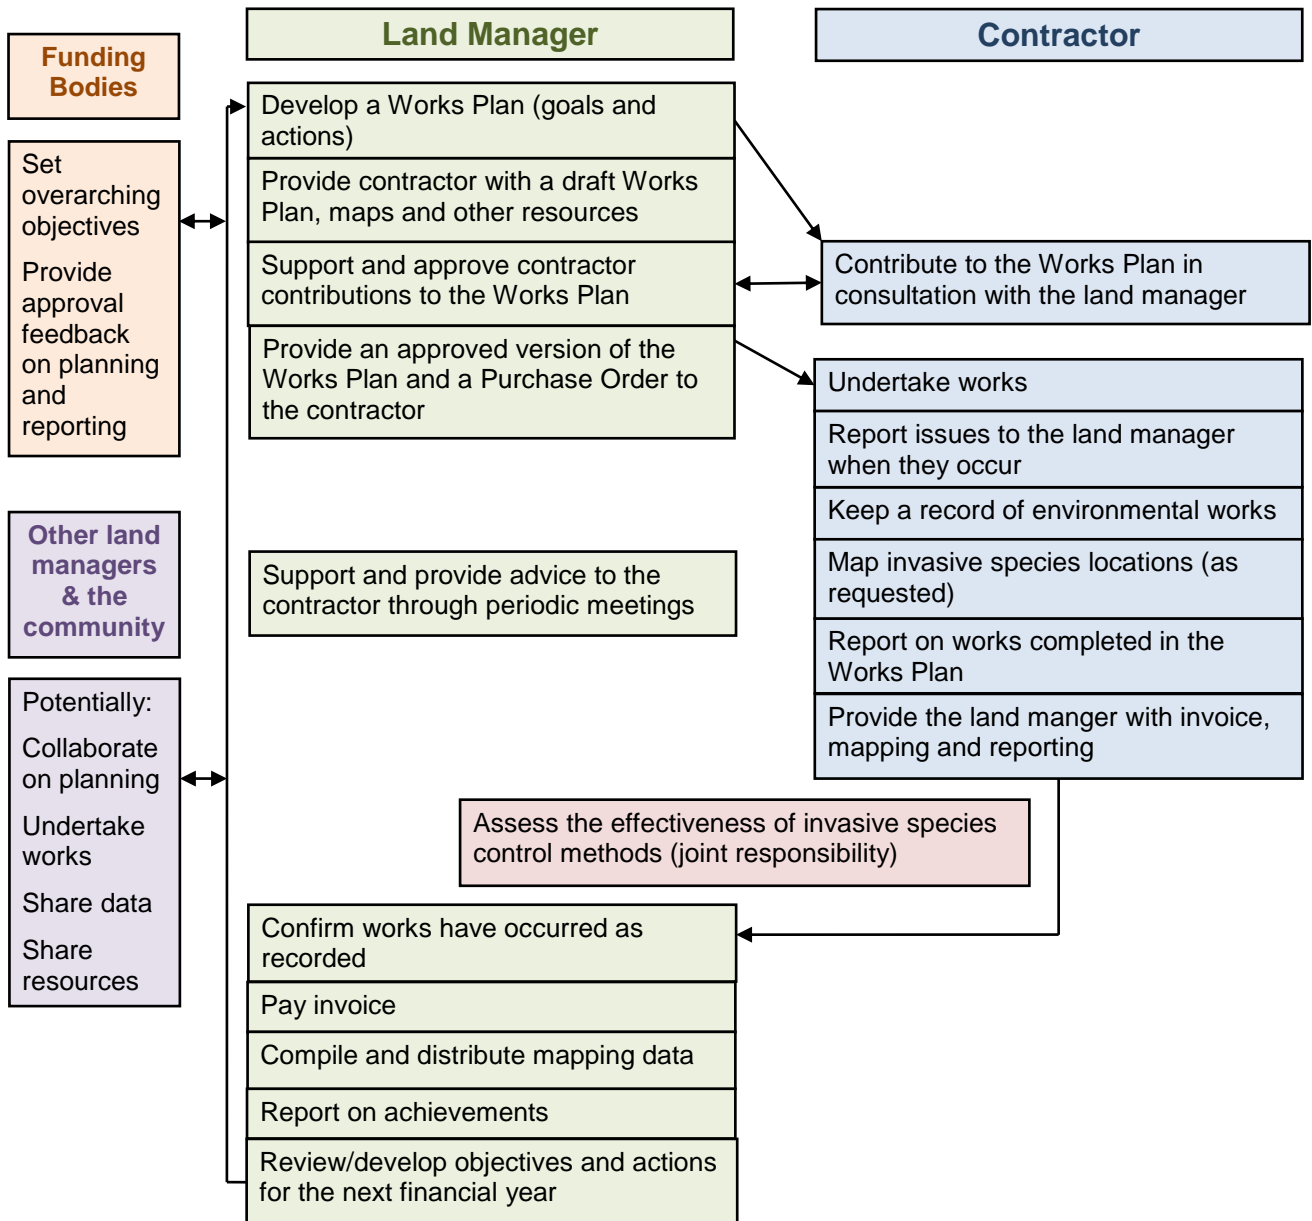 Funding
Bodies
Set
overarching
objectives
Provide
approval
feedback
on planning
and
reporting
Other land
managers
& the
community
Potentially:
Collaborate
on planning
Undertake
works
Share data
Share
resources
Land Manager
Develop a Works Plan (goals and
actions)
Provide contractor with a draft Works
Plan, maps and other resources
Support and approve contractor
contributions to the Works Plan
Provide an approved version of the
Works Plan and a Purchase Order to
the contractor
Support and provide advice to the
contractor through periodic meetings
Contractor
Contribute to the Works Plan in
consultation with the land manager
Undertake works
Report issues to the land manager
when they occur
Keep a record of environmental works
Map invasive species locations (as
requested)
Report on works completed in the
Works Plan
Provide the land manger with invoice,
mapping and reporting
Assess the effectiveness of invasive species
control methods (joint responsibility)
Confirm works have occurred as
recorded
Pay invoice
Compile and distribute mapping data
Report on achievements
Review/develop objectives and actions
for the next financial year